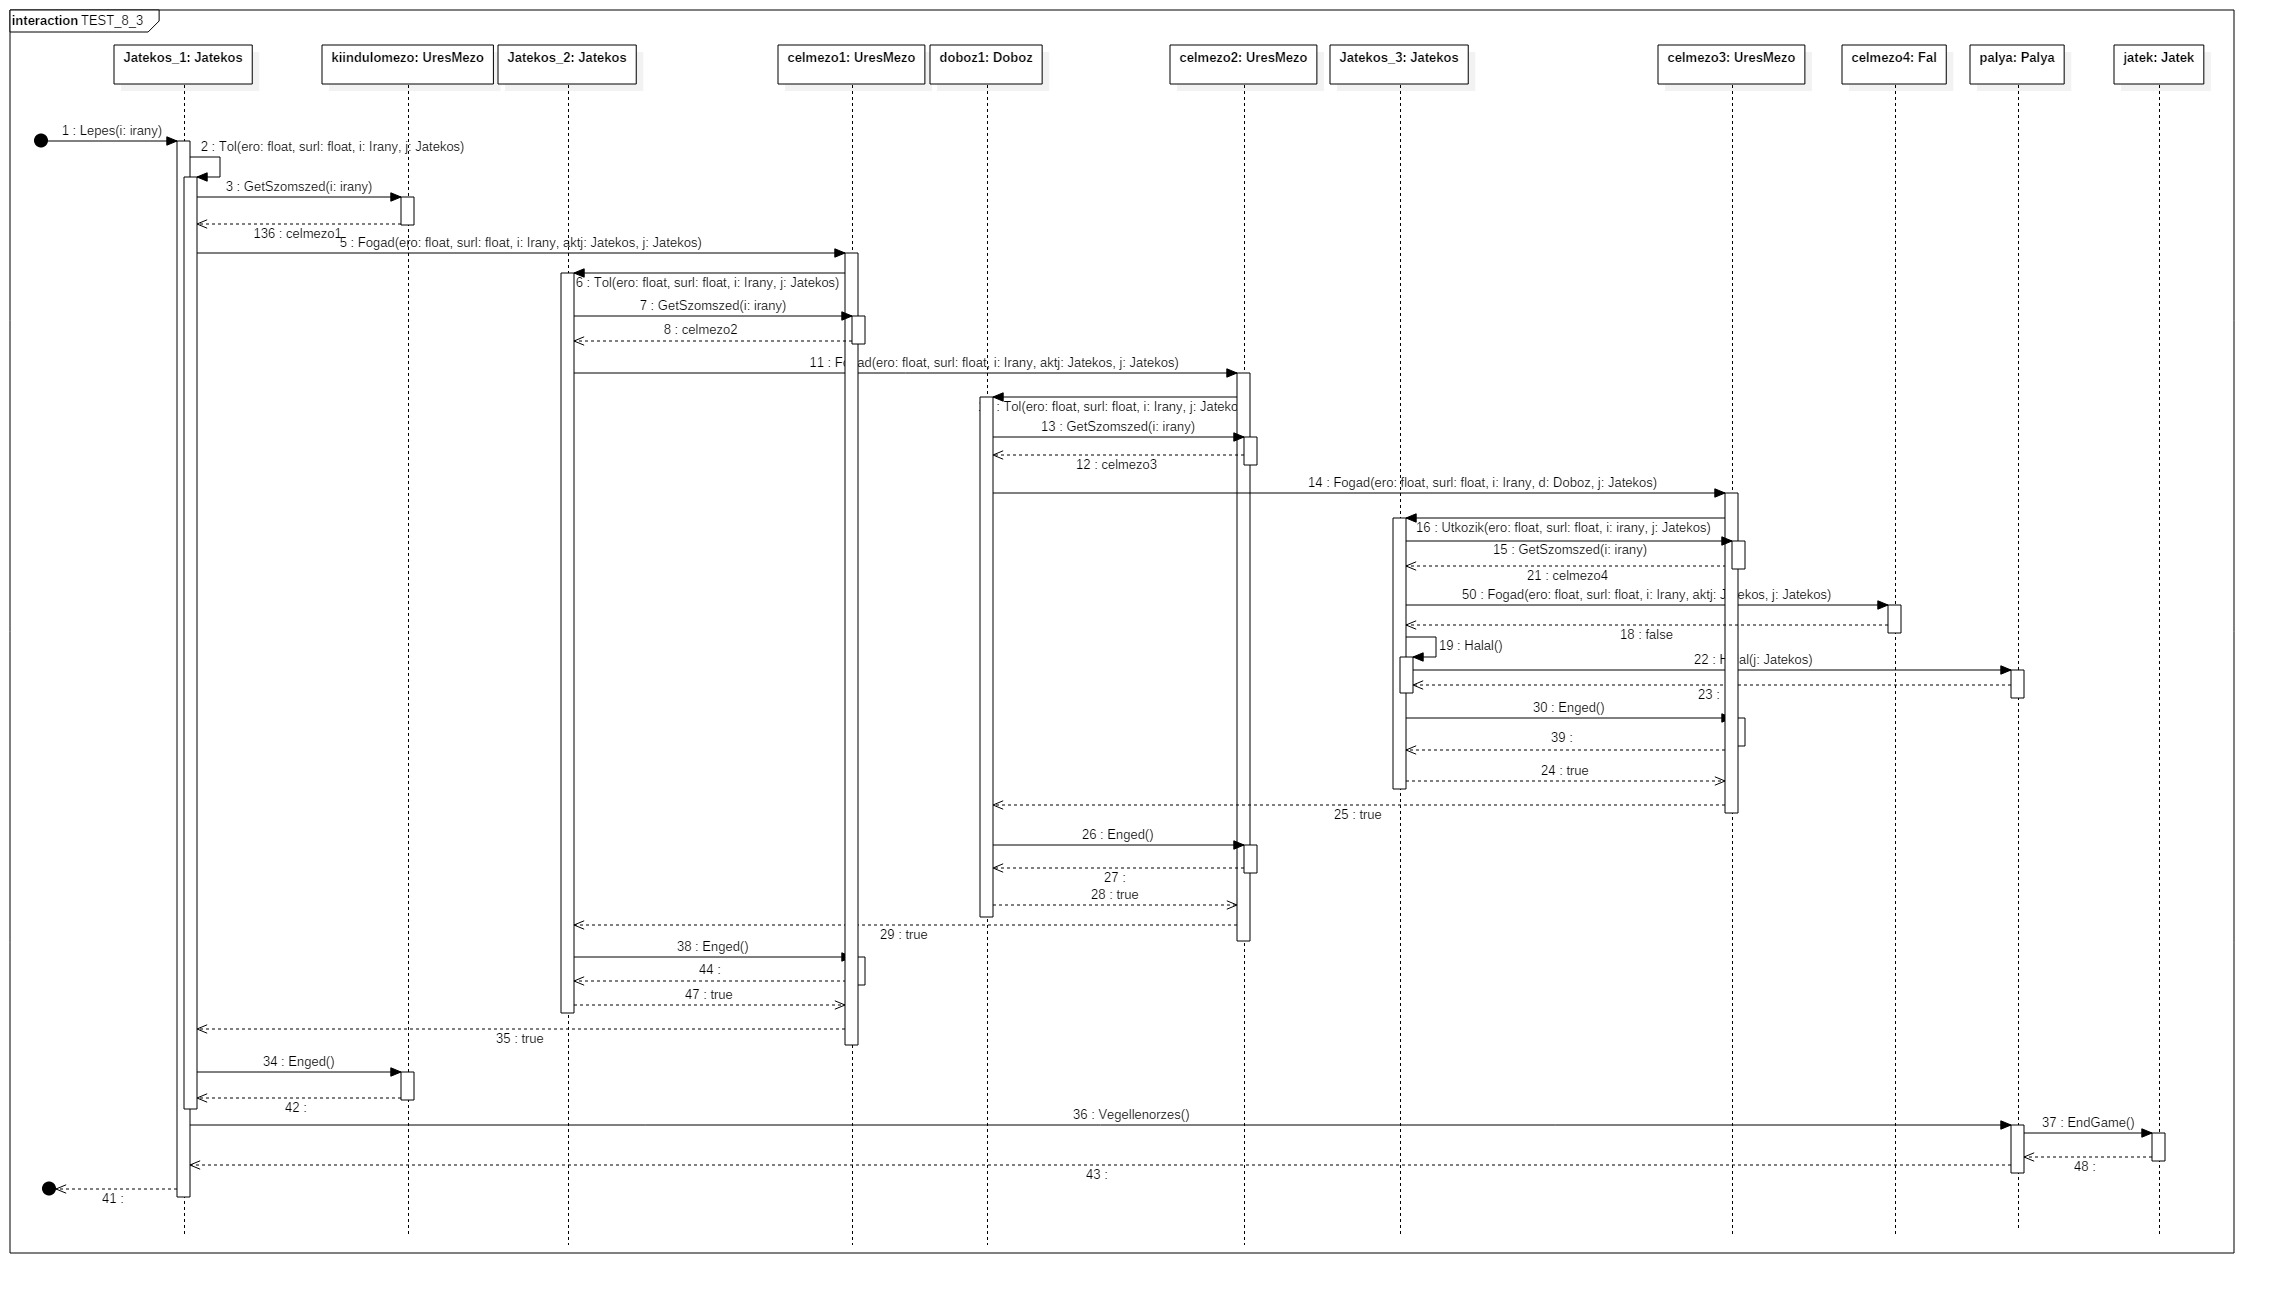 interaction TEST_8_3
Jatekos_1: Jatekos
kiindulomezo: UresMezo
Jatekos_2: Jatekos
celmezo1: UresMezo
doboz1: Doboz
celmezo2: UresMezo
Jatekos_3: Jatekos
celmezo3: UresMezo
celmezo4: Fal
palya: Palya
jatek: Jatek
1 : Lepes(i: irany)
2 : Tol(ero: float, surl: float, i: Irany, j: Jatekos)
3 : GetSzomszed(i: irany)
136 : celmezo1
5 : Fogad(ero: float, surl: float, i: Irany, aktj: Jatekos, j: Jatekos)
6 : Tol(ero: float, surl: float, i: Irany, j: Jatekos)
7 : GetSzomszed(i: irany)
8 : celmezo2
11 : Fogad(ero: float, surl: float, i: Irany, aktj: Jatekos, j: Jatekos)
: Tol(ero: float, surl: float, i: Irany, j: Jateko
13 : GetSzomszed(i: irany)
12 : celmezo3
14 : Fogad(ero: float, surl: float, i: Irany, d: Doboz, j: Jatekos)
16 : Utkozik(ero: float, surl: float, i: irany, j: Jatekos)
15 : GetSzomszed(i: irany)
21 : celmezo4
50 : Fogad(ero: float, surl: float, i: Irany, aktj: Jatekos, j: Jatekos)
18 : false
19 : Halal()
22 : Halal(j: Jatekos)
23 :
30 : Enged()
39 :
24 : true
25 : true
26 : Enged()
27 :
28 : true
29 : true
38 : Enged()
44 :
47 : true
35 : true
34 : Enged()
42 :
36 : Vegellenorzes()
37 : EndGame()
48 :
43 :
41 :